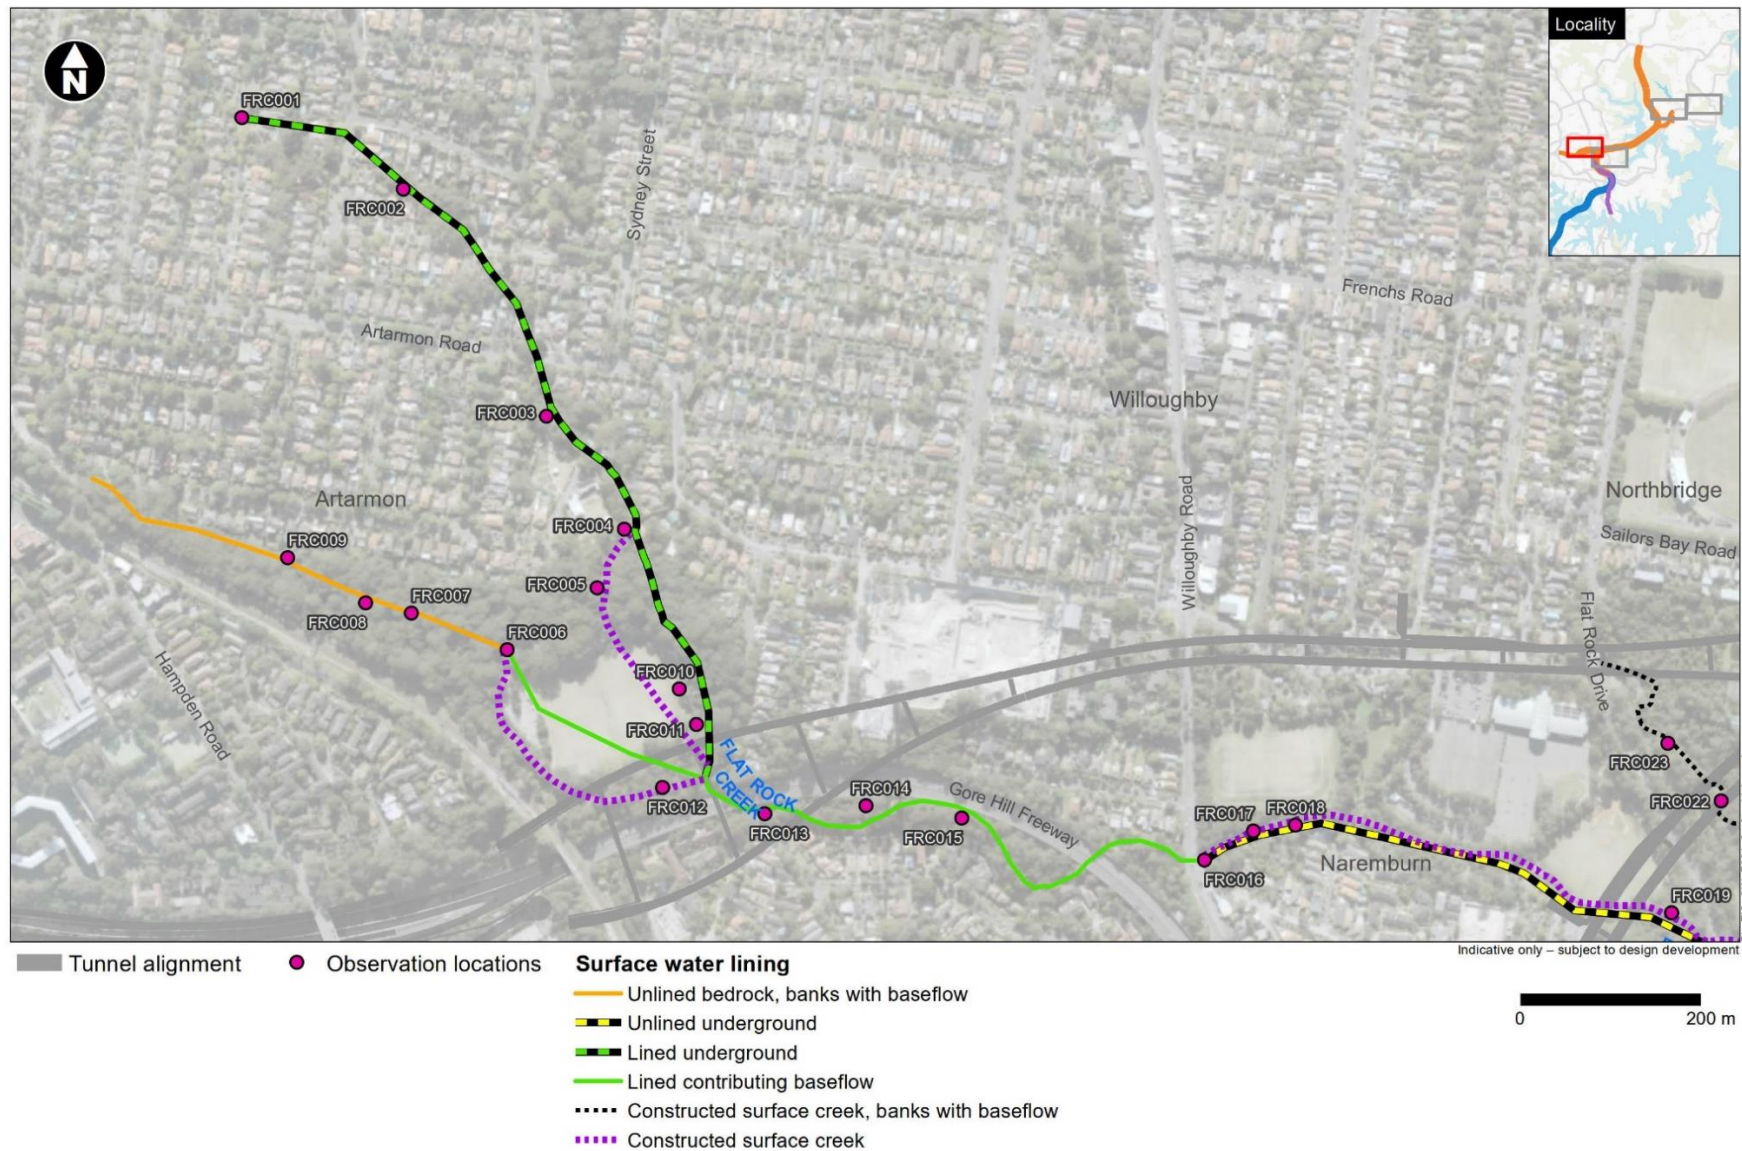 Locality
N
FRC001
FRC002
Sydney Street
Frenchs Road
Artarmon Road
FRC003
Willoughby
Artarmon
Northbridge
FRC004
Willoughby Road
Sailors Bay Road
FRC009
FRC005
FRC007
FRC008
Flat Rock Drive
FRC006
FRC010
Hampden Road
FRC011
FLAT ROCK
CREEK
FRC023
FRC012
FRC014
Gore Hill Freeway
FRC022
FRC013
FRC015
FRC017
FRC018
Naremburn
FRC016
FRC019
Indicative only – subject to design development
Tunnel alignment
Observation locations
Surface water lining
Unlined bedrock, banks with baseflow
Unlined underground
Lined underground
Lined contributing baseflow
Constructed surface creek, banks with baseflow
Constructed surface creek
0 200 m